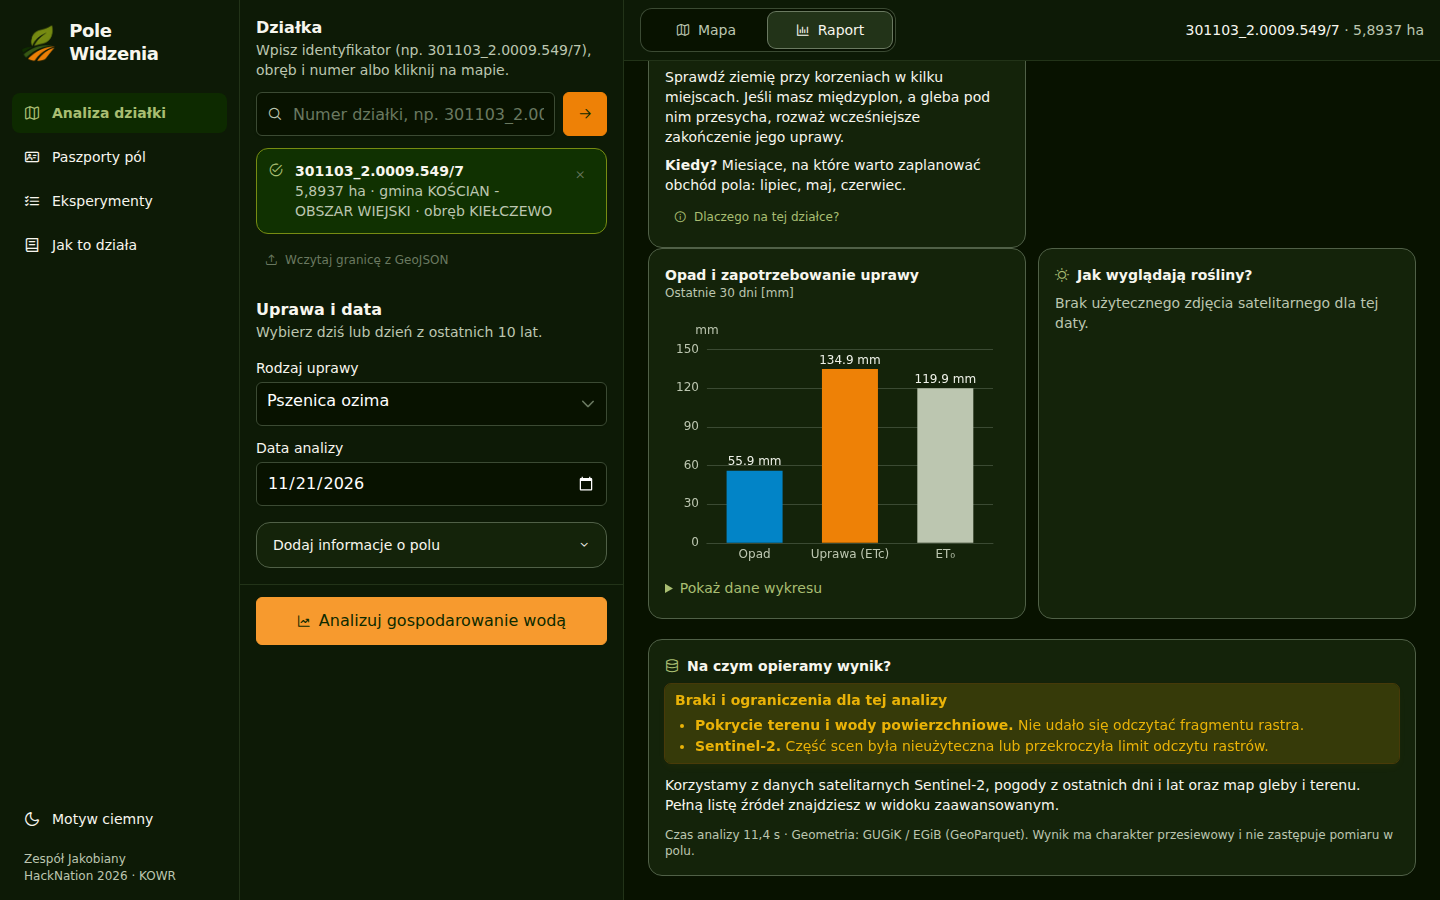 Pole
Widzenia
Analiza działki
Paszporty pól
Eksperymenty
Jak to działa
Motyw ciemny
Zespół Jakobiany
HackNation 2026 · KOWR
Działka
Wpisz identyfikator (np. 301103_2.0009.549/7),
obręb i numer albo kliknij na mapie.
Numer działki, np. 301103_2.00
301103_2.0009.549/7
5,8937 ha · gmina KOŚCIAN -
OBSZAR WIEJSKI · obręb KIEŁCZEWO
×
Wczytaj granicę z GeoJSON
Uprawa i data
Wybierz dziś lub dzień z ostatnich 10 lat.
Rodzaj uprawy
Pszenica ozima
Data analizy
11/21/2026
Dodaj informacje o polu
Analizuj gospodarowanie wodą
Mapa
Raport
301103_2.0009.549/7 · 5,8937 ha
Sprawdź ziemię przy korzeniach w kilku
miejscach. Jeśli masz międzyplon, a gleba pod
nim przesycha, rozważ wcześniejsze
zakończenie jego uprawy.
Kiedy? Miesiące, na które warto zaplanować
obchód pola: lipiec, maj, czerwiec.
Dlaczego na tej działce?
Opad i zapotrzebowanie uprawy
Ostatnie 30 dni [mm]
mm
150
120
90
60
30
0
55.9 mm
134.9 mm
119.9 mm
Opad
Uprawa (ETc)
ET₀
Pokaż dane wykresu
Jak wyglądają rośliny?
Brak użytecznego zdjęcia satelitarnego dla tej
daty.
Na czym opieramy wynik?
Braki i ograniczenia dla tej analizy
• Pokrycie terenu i wody powierzchniowe. Nie udało się odczytać fragmentu rastra.
• Sentinel-2. Część scen była nieużyteczna lub przekroczyła limit odczytu rastrów.
Korzystamy z danych satelitarnych Sentinel-2, pogody z ostatnich dni i lat oraz map gleby i terenu.
Pełną listę źródeł znajdziesz w widoku zaawansowanym.
Czas analizy 11,4 s · Geometria: GUGiK / EGiB (GeoParquet). Wynik ma charakter przesiewowy i nie zastępuje pomiaru w
polu.